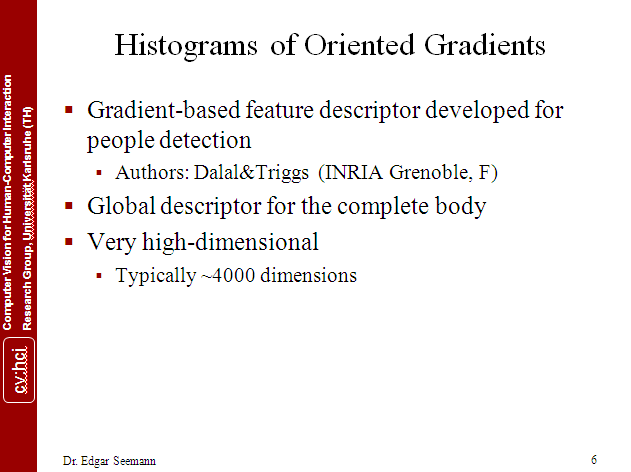 Histograms of Oriented Gradients
▪ Gradient-based feature descriptor developed for
people detection
▪ Authors: Dalal&Triggs (INRIA Grenoble, F)
▪ Global descriptor for the complete body
▪ Very high-dimensional
▪ Typically ~4000 dimensions
Computer Vision for Human-Computer Interaction
Research Group, Universität Karlsruhe (TH)
cv:hci
Dr. Edgar Seemann
6